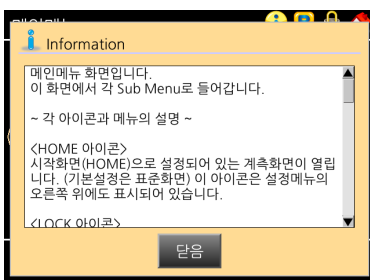 Information
메인메뉴 화면입니다.
이 화면에서 각 Sub Menu로 들어갑니다.
~ 각 아이콘과 메뉴의 설명 ~
〈HOME 아이콘〉
시작화면(HOME)으로 설정되어 있는 계측화면이 열립
니다. (기본설정은 표준화면) 이 아이콘은 설정메뉴의
오른쪽 위에도 표시되어 있습니다.
〈LOCK 아이콘〉
닫음